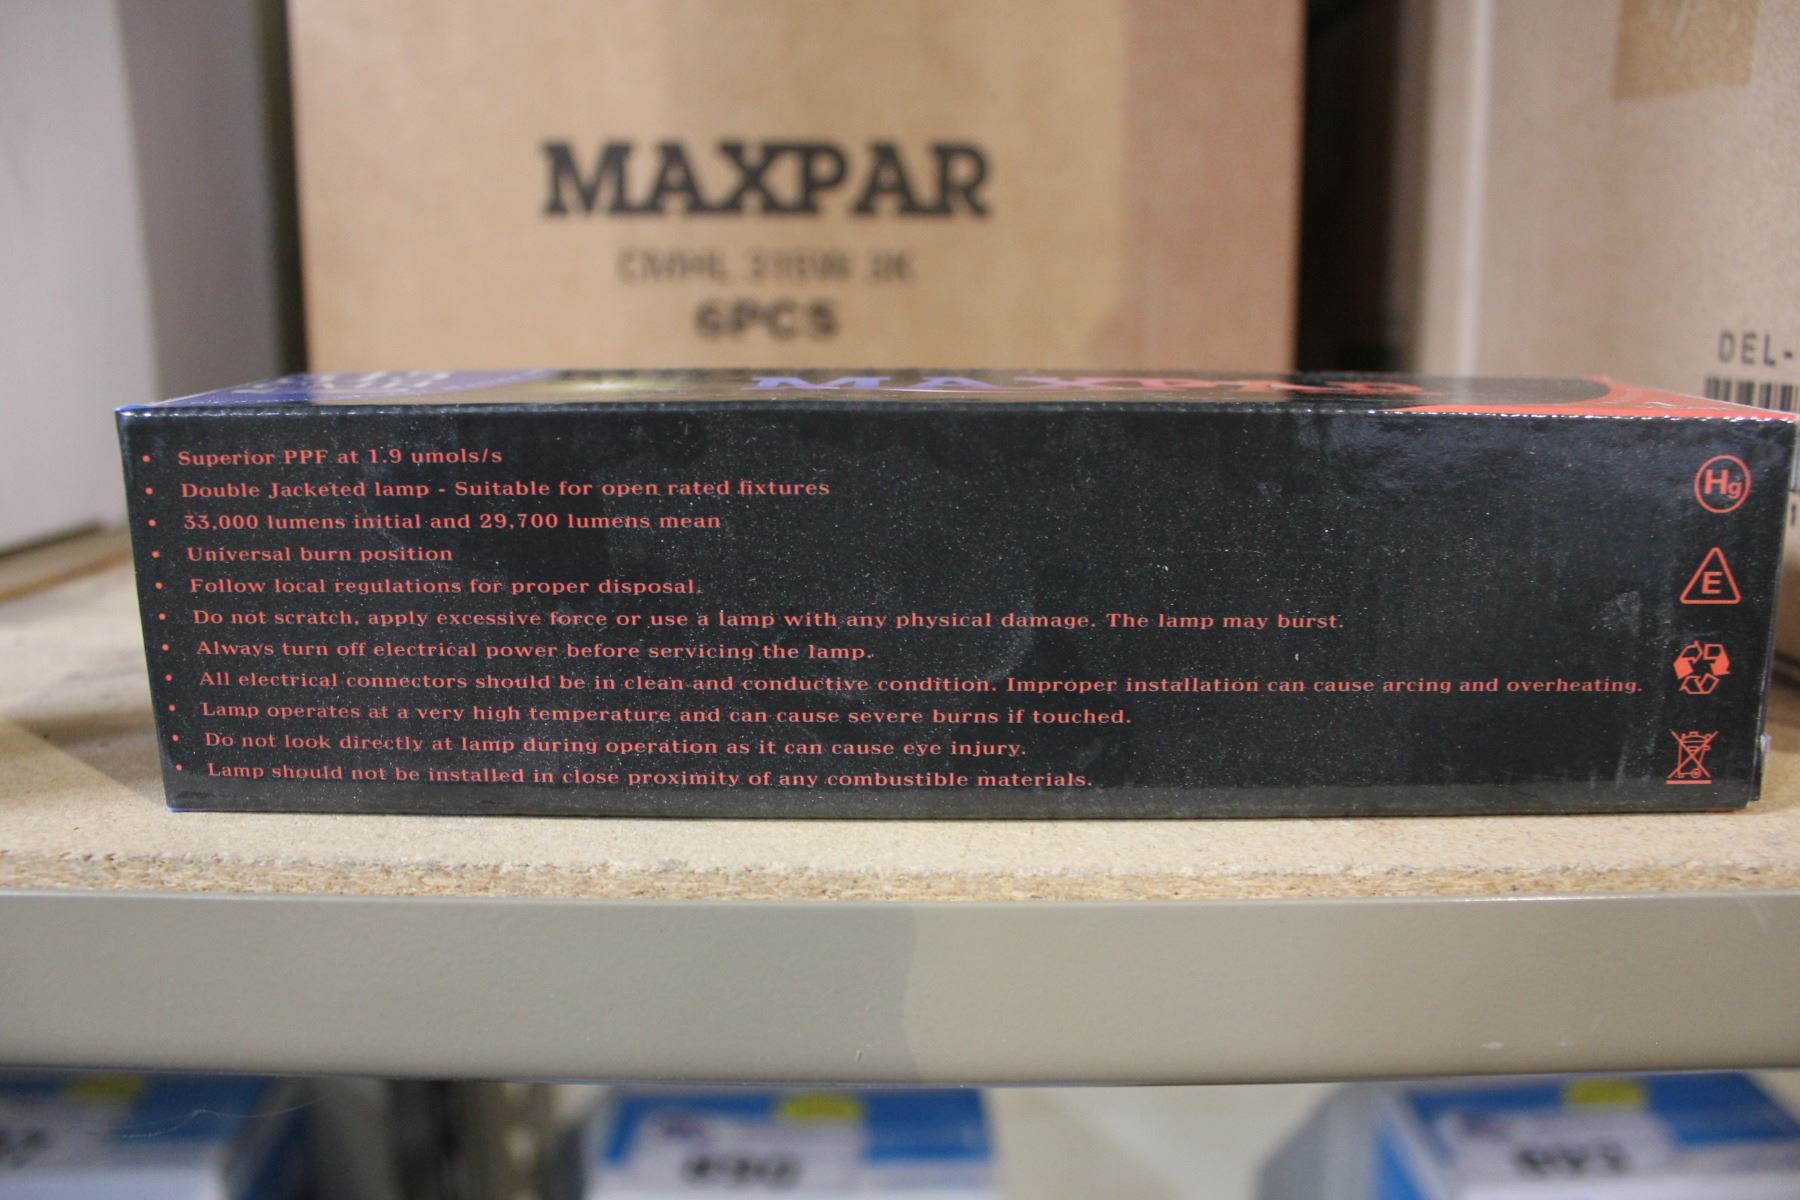 MAXPAR
CMHL 315W 3K
6PCS
DEL-
MAXPAR
• Superior PPF at 1.9 umols/s
• Double Jacketed lamp - Suitable for open rated fixtures
• 33,000 lumens initial and 29,700 lumens mean
• Universal burn position
• Follow local regulations for proper disposal.
• Do not scratch, apply excessive force or use a lamp with any physical damage. The lamp may burst.
• Always turn off electrical power before servicing the lamp.
• All electrical connectors should be in clean and conductive condition. Improper installation can cause arcing and overheating.
• Lamp operates at a very high temperature and can cause severe burns if touched.
• Do not look directly at lamp during operation as it can cause eye injury.
• Lamp should not be installed in close proximity of any combustible materials.
Hg
E